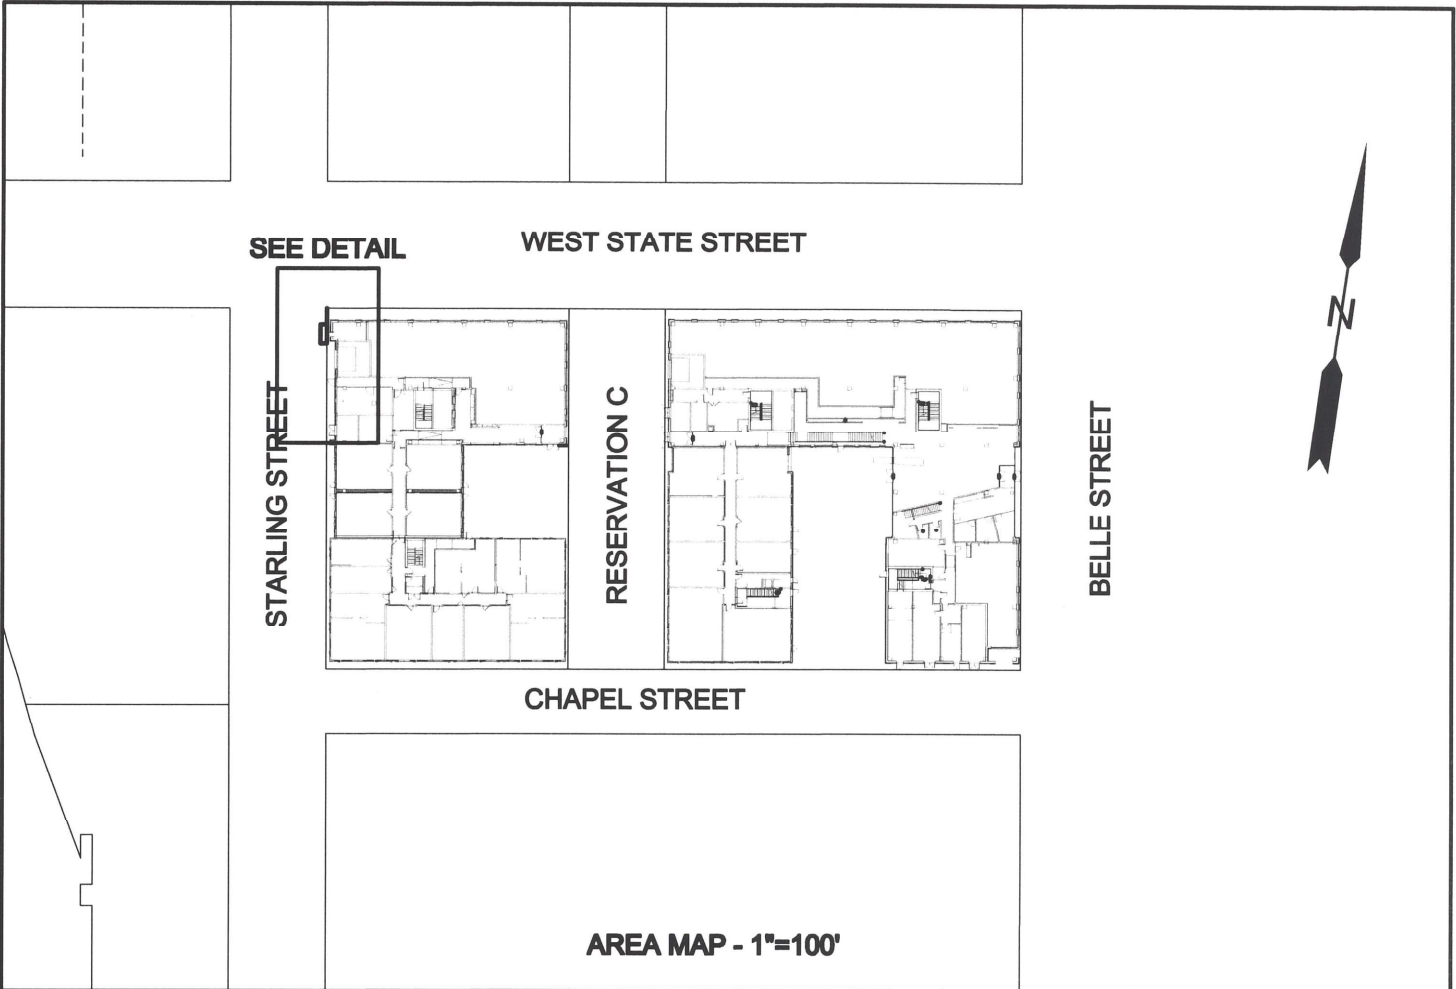 SEE DETAIL
WEST STATE STREET
STARLING STREET
RESERVATION C
BELLE STREET
N
CHAPEL STREET
AREA MAP - 1"=100'